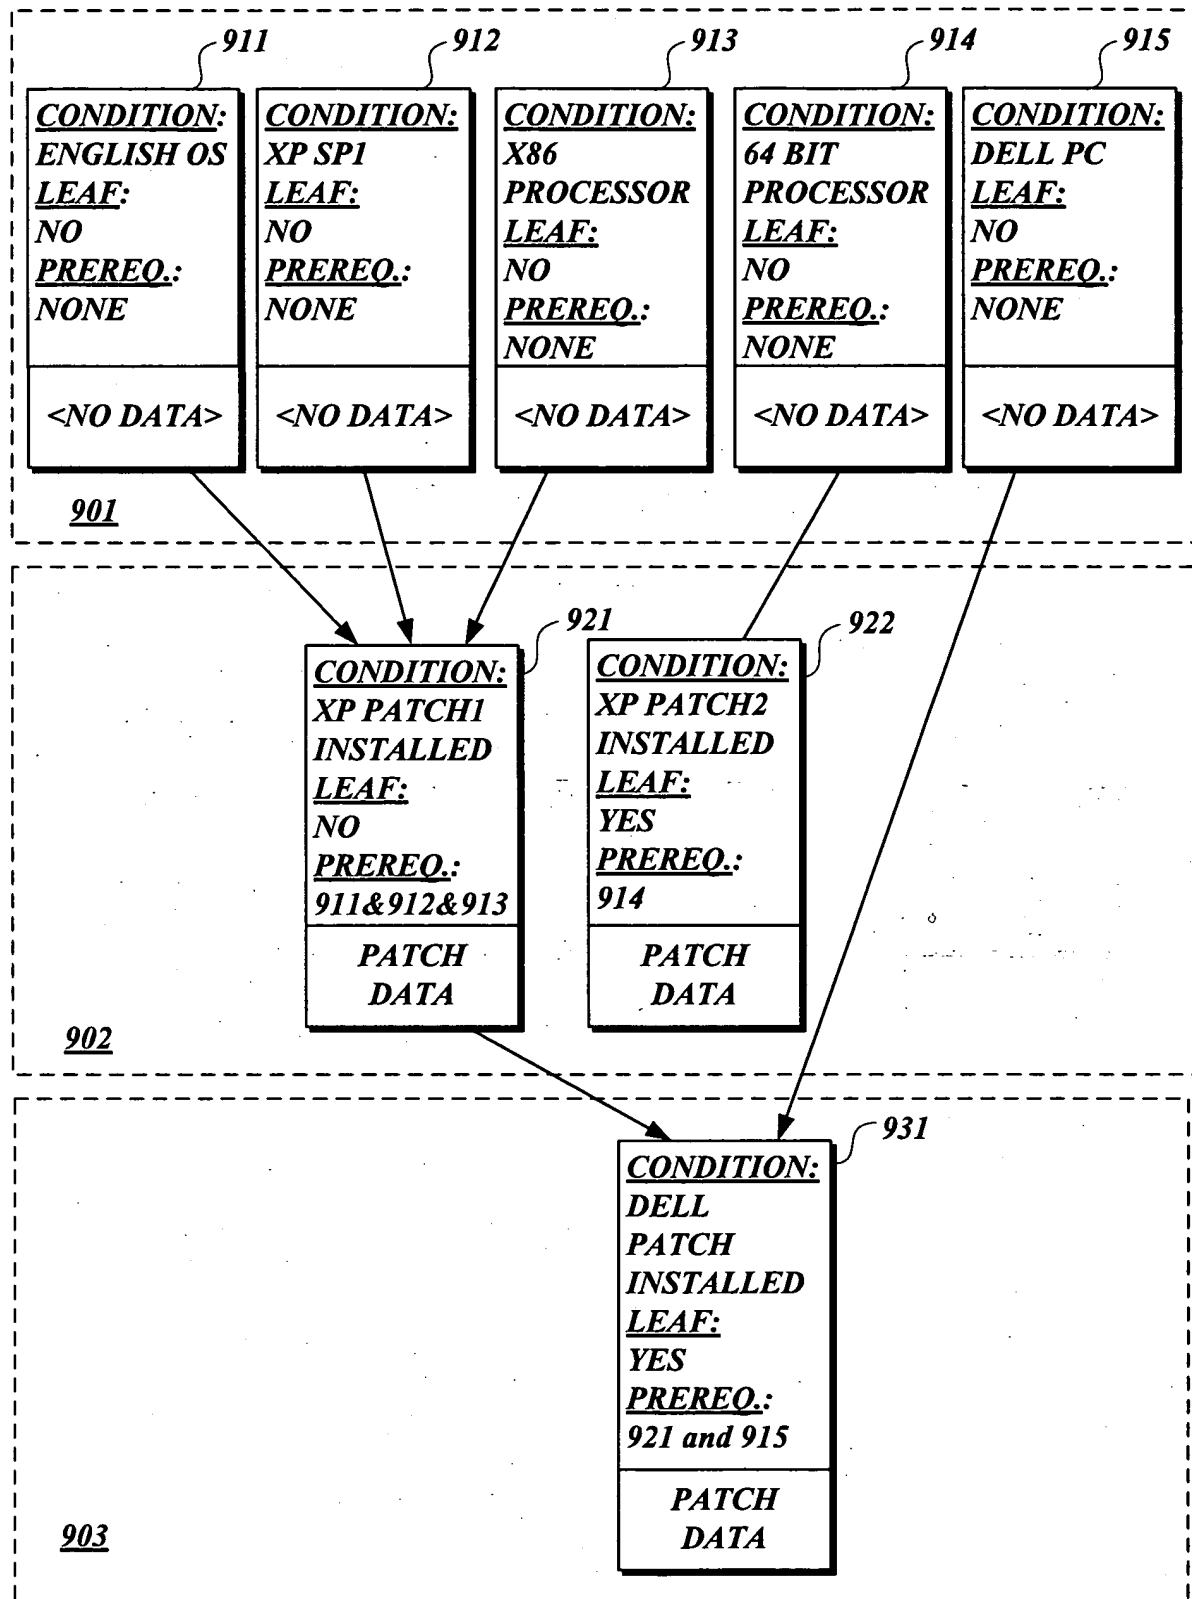 911
912
913
914
915
CONDITION:
ENGLISH OS
LEAF:
NO
PREREQ.:
NONE
<NO DATA>
CONDITION:
XP SP1
LEAF:
NO
PREREQ.:
NONE
<NO DATA>
CONDITION:
X86
PROCESSOR
LEAF:
NO
PREREQ.:
NONE
<NO DATA>
CONDITION:
64 BIT
PROCESSOR
LEAF:
NO
PREREQ.:
NONE
<NO DATA>
CONDITION:
DELL PC
LEAF:
NO
PREREQ.:
NONE
<NO DATA>
901
921
CONDITION:
XP PATCH1
INSTALLED
LEAF:
NO
PREREQ.:
911&912&913
PATCH
DATA
922
CONDITION:
XP PATCH2
INSTALLED
LEAF:
YES
PREREQ.:
914
PATCH
DATA
902
931
CONDITION:
DELL
PATCH
INSTALLED
LEAF:
YES
PREREQ.:
921 and 915
PATCH
DATA
903